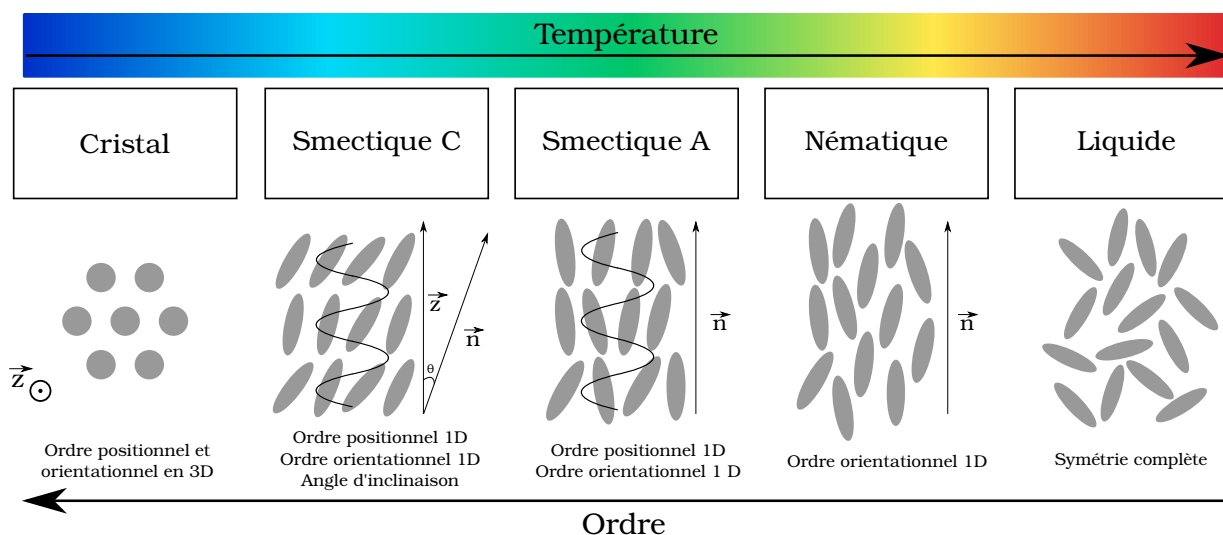 Température
Cristal
Smectique C
Smectique A
Nématique
Liquide
z
z
n
θ
n
n
Ordre positionnel et
orientationnel en 3D
Ordre positionnel 1D
Ordre orientationnel 1D
Angle d'inclinaison
Ordre positionnel 1D
Ordre orientationnel 1 D
Ordre orientationnel 1D
Symétrie complète
Ordre